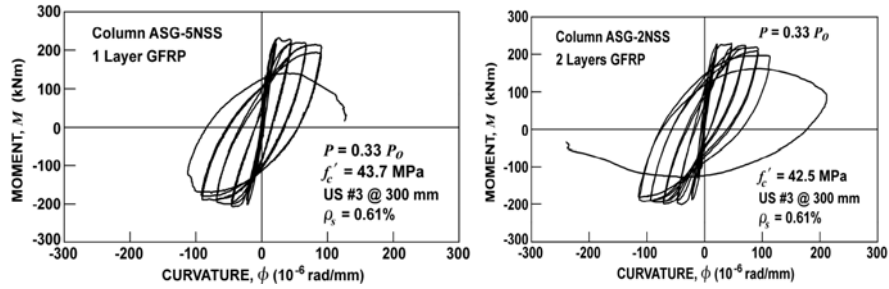 Column ASG-5NSS
1 Layer GFRP
P = 0.33 Po
fc′ = 43.7 MPa
US #3 @ 300 mm
ρs = 0.61%
MOMENT, M (kNm)
300
200
100
0
-100
-200
-300
-300 -200 -100 0 100 200 300
CURVATURE, ϕ (10⁻⁶ rad/mm)
Column ASG-2NSS
2 Layers GFRP
P = 0.33 Po
fc′ = 42.5 MPa
US #3 @ 300 mm
ρs = 0.61%
MOMENT, M (kNm)
300
200
100
0
-100
-200
-300
-300 -200 -100 0 100 200 300
CURVATURE, ϕ (10⁻⁶ rad/mm)